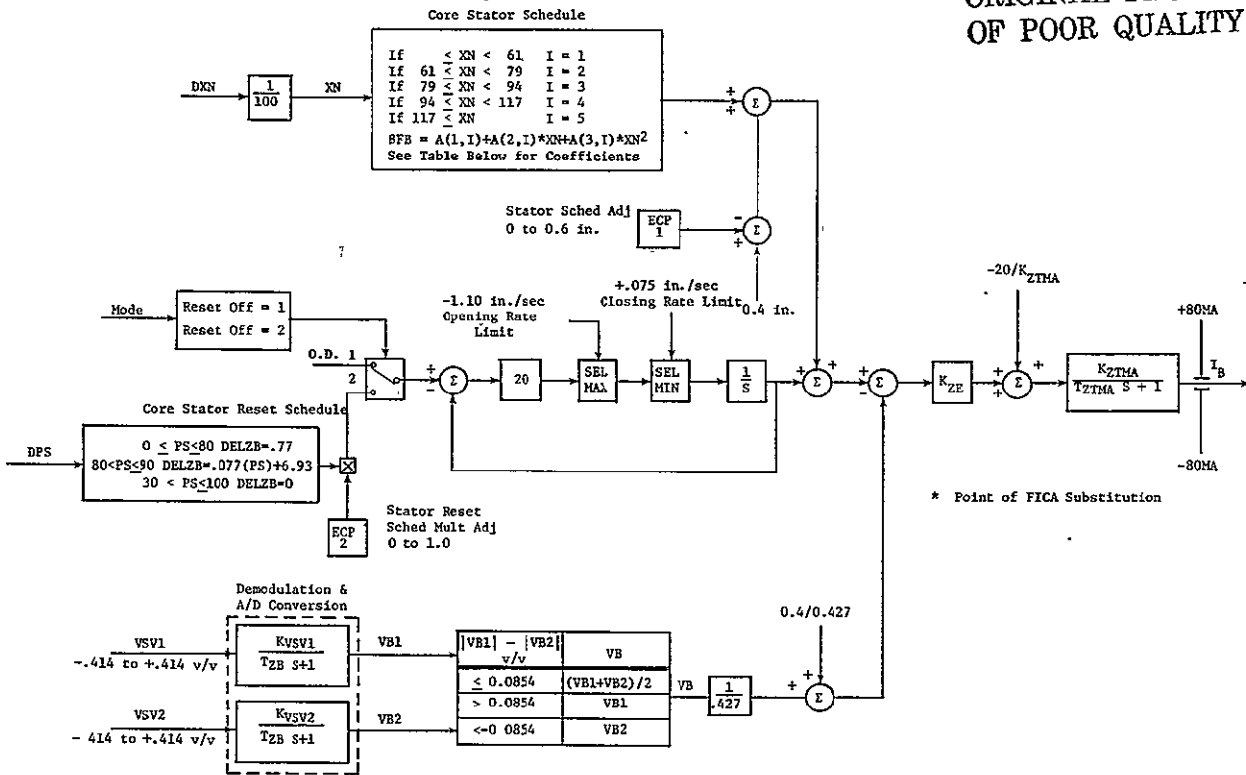 OF POOR QUALITY
Core Stator Schedule
If ≤ XN < 61 I = 1
If 61 ≤ XN < 79 I = 2
If 79 ≤ XN < 94 I = 3
If 94 ≤ XN < 117 I = 4
If 117 ≤ XN I = 5
BFB = A(1,I)+A(2,I)*XN+A(3,I)*XN2
See Table Below for Coefficients
DXN
1
100
XN
+
+
Σ
Stator Sched Adj
0 to 0.6 in.
ECP
1
-
+
Σ
0.4 in.
Mode
Reset Off = 1
Reset Off = 2
O.D. 1
2
-1.10 in./sec
Opening Rate
Limit
+.075 in./sec
Closing Rate Limit
+
-
Σ
20
SEL
MAX
SEL
MIN
1
S
+
+
Σ
+
-
Σ
KZE
-20/KZTMA
+
+
Σ
KZTMA
TZTMA S + 1
+80MA
IB
-80MA
Core Stator Reset Schedule
DPS
0 ≤ PS≤80 DELZB=.77
80<PS≤90 DELZB=.077(PS)+6.93
30 < PS≤100 DELZB=0
X
ECP
2
Stator Reset
Sched Mult Adj
0 to 1.0
* Point of FICA Substitution
Demodulation &
A/D Conversion
VSV1
-.414 to +.414 v/v
KVSV1
TZB S+1
VB1
VSV2
- 414 to +.414 v/v
KVSV2
TZB S+1
VB2
|VB1| - |VB2|
v/v
VB
≤ 0.0854 (VB1+VB2)/2
> 0.0854 VB1
<-0 0854 VB2
VB
1
.427
0.4/0.427
+
+
Σ